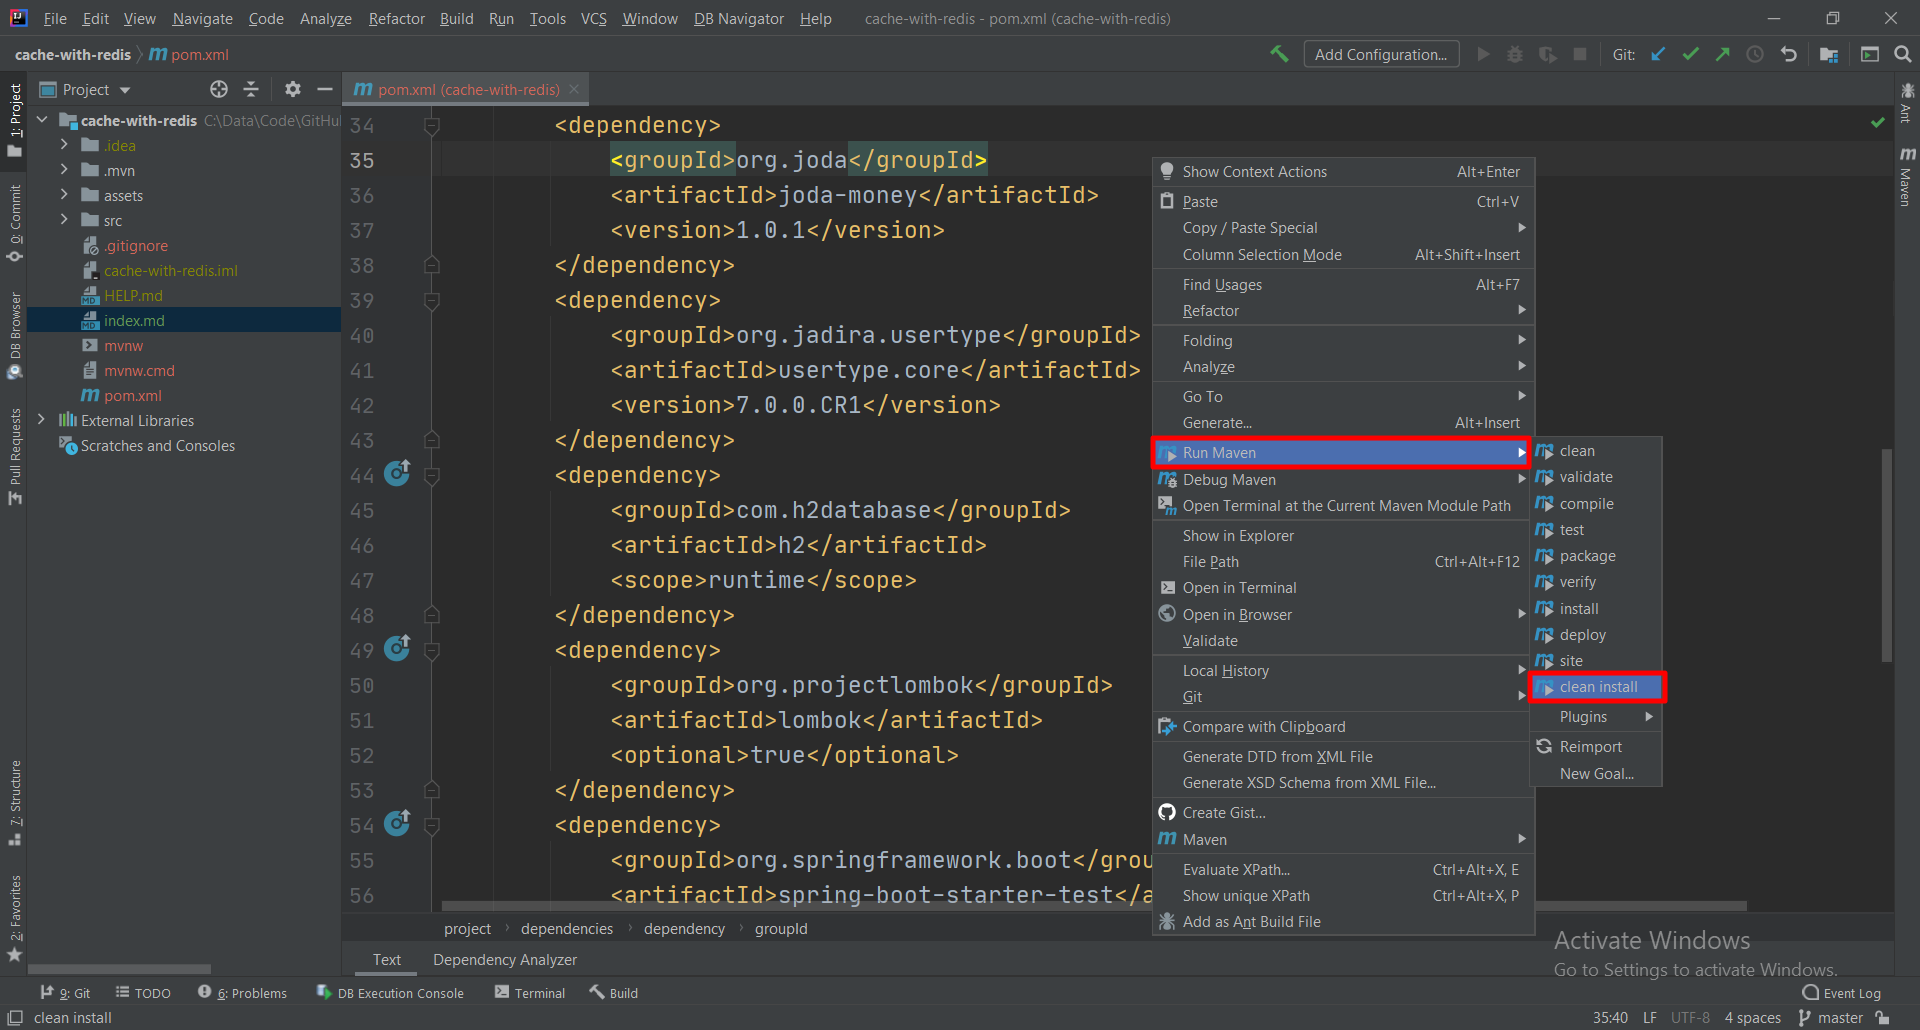 File Edit View Navigate Code Analyze Refactor Build Run Tools VCS Window DB Navigator Help cache-with-redis - pom.xml (cache-with-redis)
cache-with-redis pom.xml
Add Configuration...
Git:
1: Project
0: Commit
DB Browser
Pull Requests
7: Structure
2: Favorites
Project
cache-with-redis C:\Data\Code\GitHu
.idea
.mvn
assets
src
.gitignore
cache-with-redis.iml
HELP.md
index.md
mvnw
mvnw.cmd
pom.xml
External Libraries
Scratches and Consoles
pom.xml (cache-with-redis)
34 <dependency>
35 <groupId>org.joda</groupId>
36 <artifactId>joda-money</artifactId>
37 <version>1.0.1</version>
38 </dependency>
39 <dependency>
40 <groupId>org.jadira.usertype</groupId>
41 <artifactId>usertype.core</artifactId>
42 <version>7.0.0.CR1</version>
43 </dependency>
44 <dependency>
45 <groupId>com.h2database</groupId>
46 <artifactId>h2</artifactId>
47 <scope>runtime</scope>
48 </dependency>
49 <dependency>
50 <groupId>org.projectlombok</groupId>
51 <artifactId>lombok</artifactId>
52 <optional>true</optional>
53 </dependency>
54 <dependency>
55 <groupId>org.springframework.boot</grou
56 <artifactId>spring-boot-starter-test</a
Show Context Actions Alt+Enter
Paste Ctrl+V
Copy / Paste Special
Column Selection Mode Alt+Shift+Insert
Find Usages Alt+F7
Refactor
Folding
Analyze
Go To
Generate... Alt+Insert
Run Maven
Debug Maven
Open Terminal at the Current Maven Module Path
Show in Explorer
File Path Ctrl+Alt+F12
Open in Terminal
Open in Browser
Validate
Local History
Git
Compare with Clipboard
Generate DTD from XML File
Generate XSD Schema from XML File...
Create Gist...
Maven
Evaluate XPath... Ctrl+Alt+X, E
Show unique XPath Ctrl+Alt+X, P
Add as Ant Build File
clean
validate
compile
test
package
verify
install
deploy
site
clean install
Plugins
Reimport
New Goal...
Ant
Maven
project dependencies dependency groupId
Text Dependency Analyzer
Activate Windows
Go to Settings to activate Windows.
9: Git TODO 6: Problems DB Execution Console Terminal Build Event Log
clean install 35:40 LF UTF-8 4 spaces master